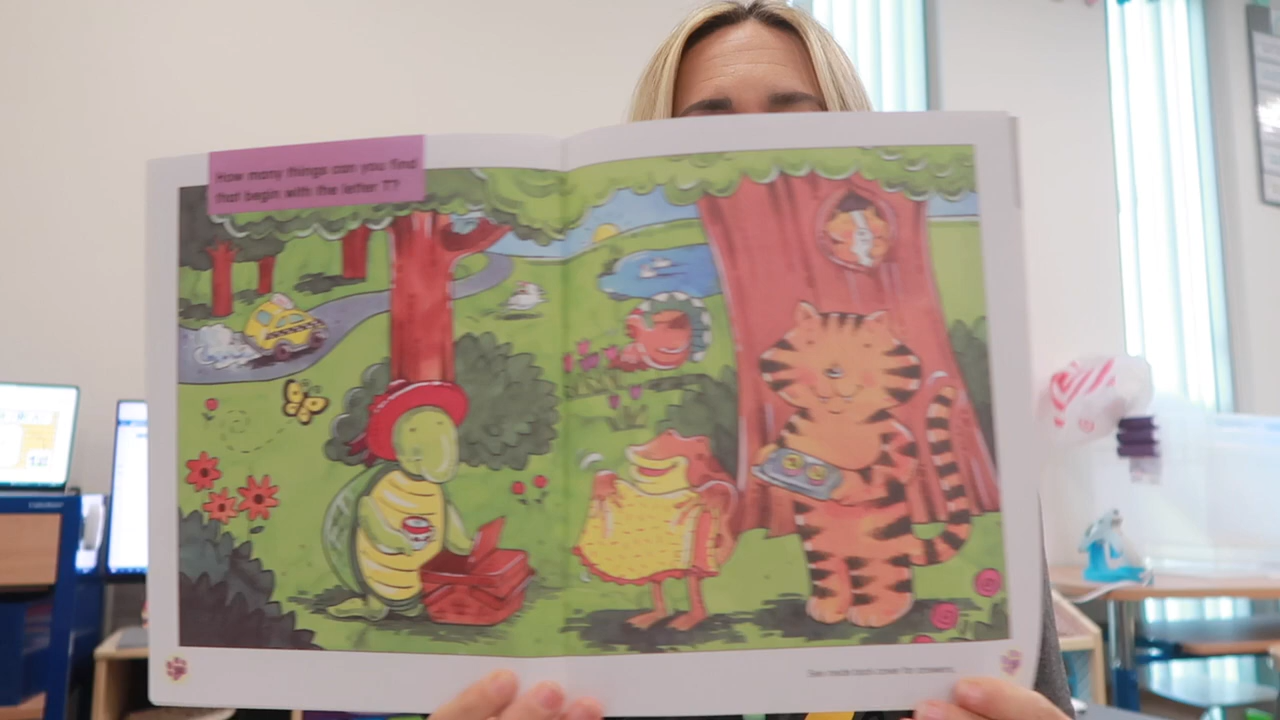 How many things can you find
that begin with the letter T?
See inside back cover for answers.